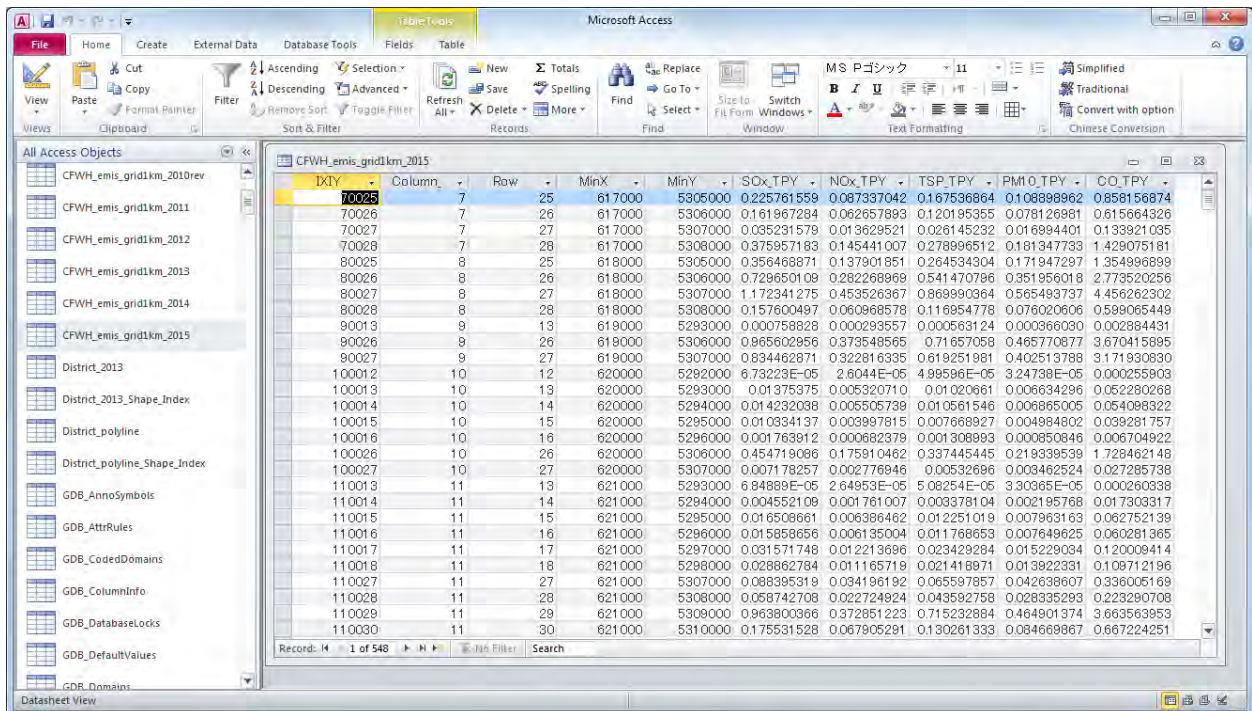 Table Tools
Microsoft Access
File Home Create External Data Database Tools Fields Table
View
Views
Paste
Cut
Copy
Format Painter
Clipboard
Filter
Ascending
Descending
Remove Sort
Selection
Advanced
Toggle Filter
Sort & Filter
Refresh All
New
Save
Delete
Totals
Spelling
More
Records
Find
Replace
Go To
Select
Find
Size to Fit Form
Switch Windows
Window
MS Pゴシック 11
B I U
A
Text Formatting
Simplified
Traditional
Convert with option
Chinese Conversion
All Access Objects
CFWH_emis_grid1km_2010rev
CFWH_emis_grid1km_2011
CFWH_emis_grid1km_2012
CFWH_emis_grid1km_2013
CFWH_emis_grid1km_2014
CFWH_emis_grid1km_2015
District_2013
District_2013_Shape_Index
District_polyline
District_polyline_Shape_Index
GDB_AnnoSymbols
GDB_AttrRules
GDB_CodedDomains
GDB_ColumnInfo
GDB_DatabaseLocks
GDB_DefaultValues
GDB_Domains
CFWH_emis_grid1km_2015
IXIY Column_ Row MinX MinY SOx_TPY NOx_TPY TSP_TPY PM10_TPY CO_TPY
70025 7 25 617000 5305000 0.225761559 0.087337042 0.167536864 0.108898962 0.858156874
70026 7 26 617000 5306000 0.161967284 0.062657893 0.120195355 0.078126981 0.615664326
70027 7 27 617000 5307000 0.035231579 0.013629521 0.026145232 0.016994401 0.133921035
70028 7 28 617000 5308000 0.375957183 0.145441007 0.278996512 0.181347733 1.429075181
80025 8 25 618000 5305000 0.356468871 0.137901851 0.264534304 0.171947297 1.354996899
80026 8 26 618000 5306000 0.729650109 0.282268969 0.541470796 0.351956018 2.773520256
80027 8 27 618000 5307000 1.172341275 0.453526367 0.869990364 0.565493737 4.456262302
80028 8 28 618000 5308000 0.157600497 0.060968578 0.116954778 0.076020606 0.599065449
90013 9 13 619000 5293000 0.000758828 0.000293557 0.000563124 0.000366030 0.002884431
90026 9 26 619000 5306000 0.965602956 0.373548565 0.71657058 0.465770877 3.670415895
90027 9 27 619000 5307000 0.834462871 0.322816335 0.619251981 0.402513788 3.171930830
100012 10 12 620000 5292000 6.73223E-05 2.6044E-05 4.99596E-05 3.24738E-05 0.000255903
100013 10 13 620000 5293000 0.01375375 0.005320710 0.01020661 0.006634296 0.052280268
100014 10 14 620000 5294000 0.014232038 0.005505739 0.010561546 0.006865005 0.054098322
100015 10 15 620000 5295000 0.010334137 0.003997815 0.007668927 0.004984802 0.039281757
100016 10 16 620000 5296000 0.001763912 0.000682379 0.001308993 0.000850846 0.006704922
100026 10 26 620000 5306000 0.454719086 0.175910462 0.337445445 0.219339539 1.728462148
100027 10 27 620000 5307000 0.007178257 0.002776946 0.00532696 0.003462524 0.027285738
110013 11 13 621000 5293000 6.84889E-05 2.64953E-05 5.08254E-05 3.30365E-05 0.000260338
110014 11 14 621000 5294000 0.004552109 0.001761007 0.003378104 0.002195768 0.017303317
110015 11 15 621000 5295000 0.016508661 0.006386462 0.012251019 0.007963163 0.062752139
110016 11 16 621000 5296000 0.015858656 0.006135004 0.011768653 0.007649625 0.060281365
110017 11 17 621000 5297000 0.031571748 0.012213696 0.023429284 0.015229034 0.120009414
110018 11 18 621000 5298000 0.028862784 0.011165719 0.021418971 0.013922331 0.109712196
110027 11 27 621000 5307000 0.088395319 0.034196192 0.065597857 0.042638607 0.336005169
110028 11 28 621000 5308000 0.058742708 0.022724924 0.043592758 0.028335293 0.223290708
110029 11 29 621000 5309000 0.963800366 0.372851223 0.715232884 0.464901374 3.663563953
110030 11 30 621000 5310000 0.175531528 0.067905291 0.130261333 0.084669867 0.667224251
Record: 1 of 548 No Filter Search
Datasheet View